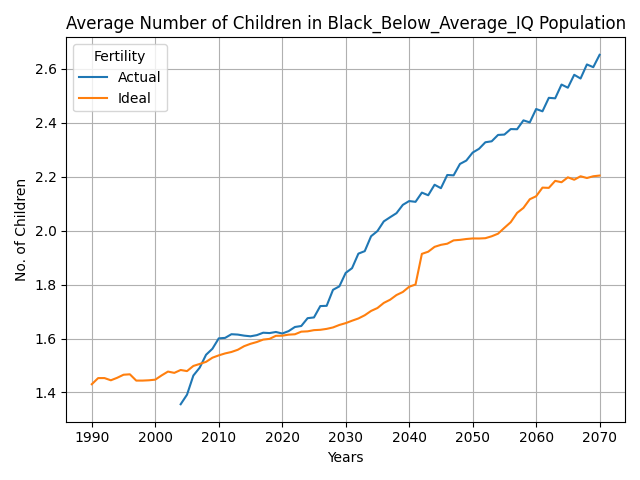 Average Number of Children in Black_Below_Average_IQ Population
Fertility
Actual
Ideal
No. of Children
2.6
2.4
2.2
2.0
1.8
1.6
1.4
1990 2000 2010 2020 2030 2040 2050 2060 2070
Years